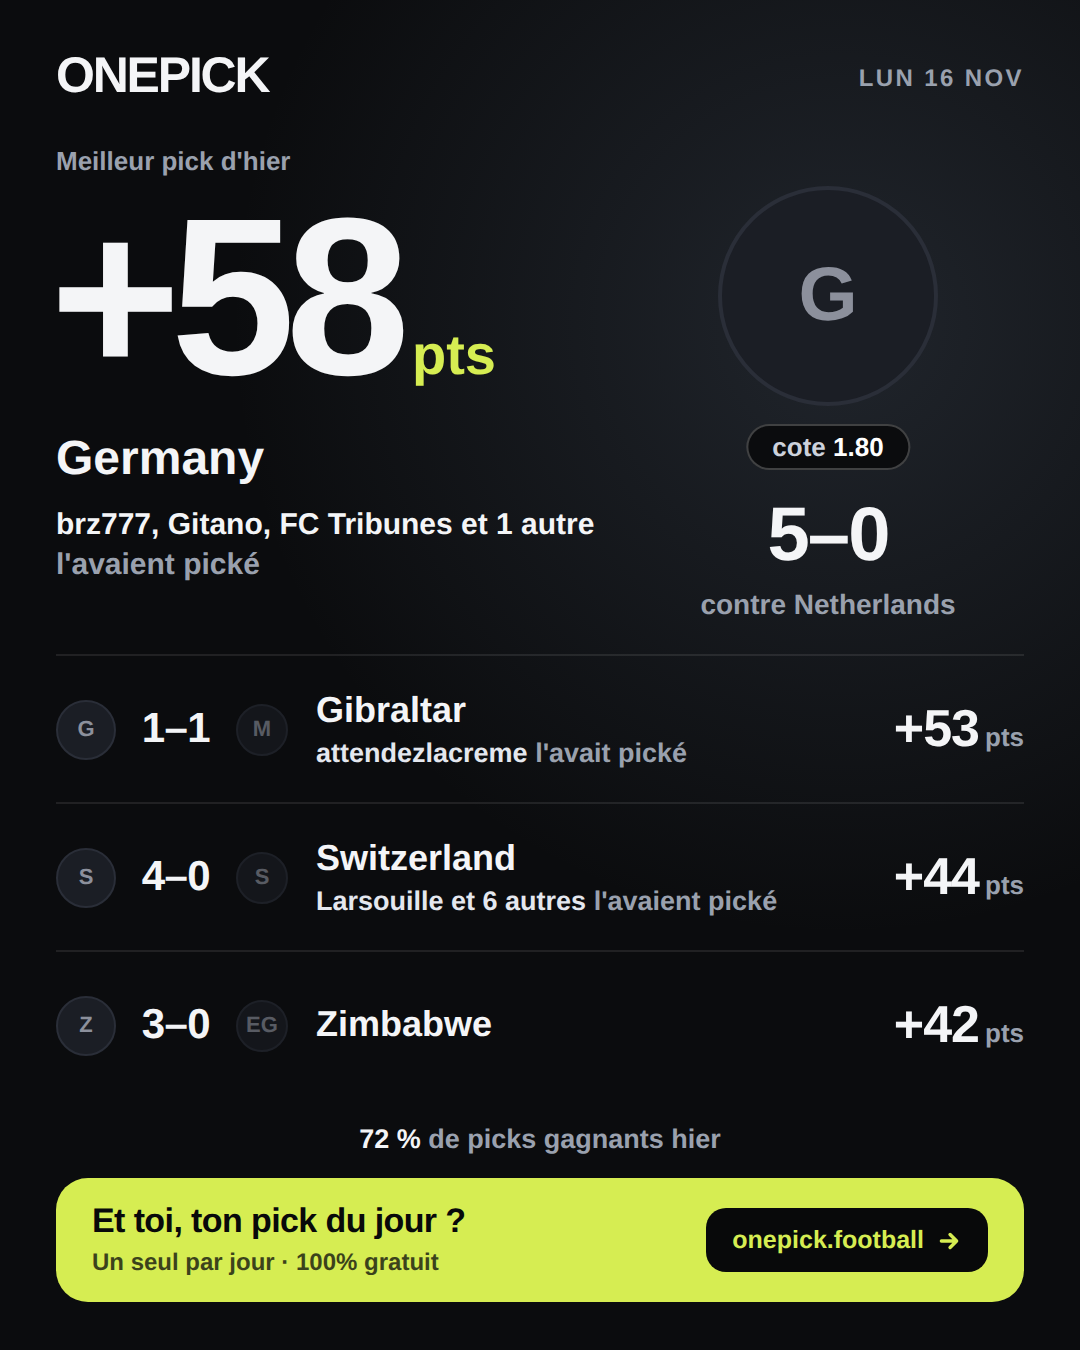 ONEPICK
LUN 16 NOV
Meilleur pick d'hier
+58 pts
G
cote 1.80
Germany
brz777, Gitano, FC Tribunes et 1 autre
l'avaient pické
5–0
contre Netherlands
G 1–1 M
Gibraltar
attendezlacreme l'avait pické
+53 pts
S 4–0 S
Switzerland
Larsouille et 6 autres l'avaient pické
+44 pts
Z 3–0 EG
Zimbabwe
+42 pts
72 % de picks gagnants hier
Et toi, ton pick du jour ?
Un seul par jour · 100% gratuit
onepick.football →